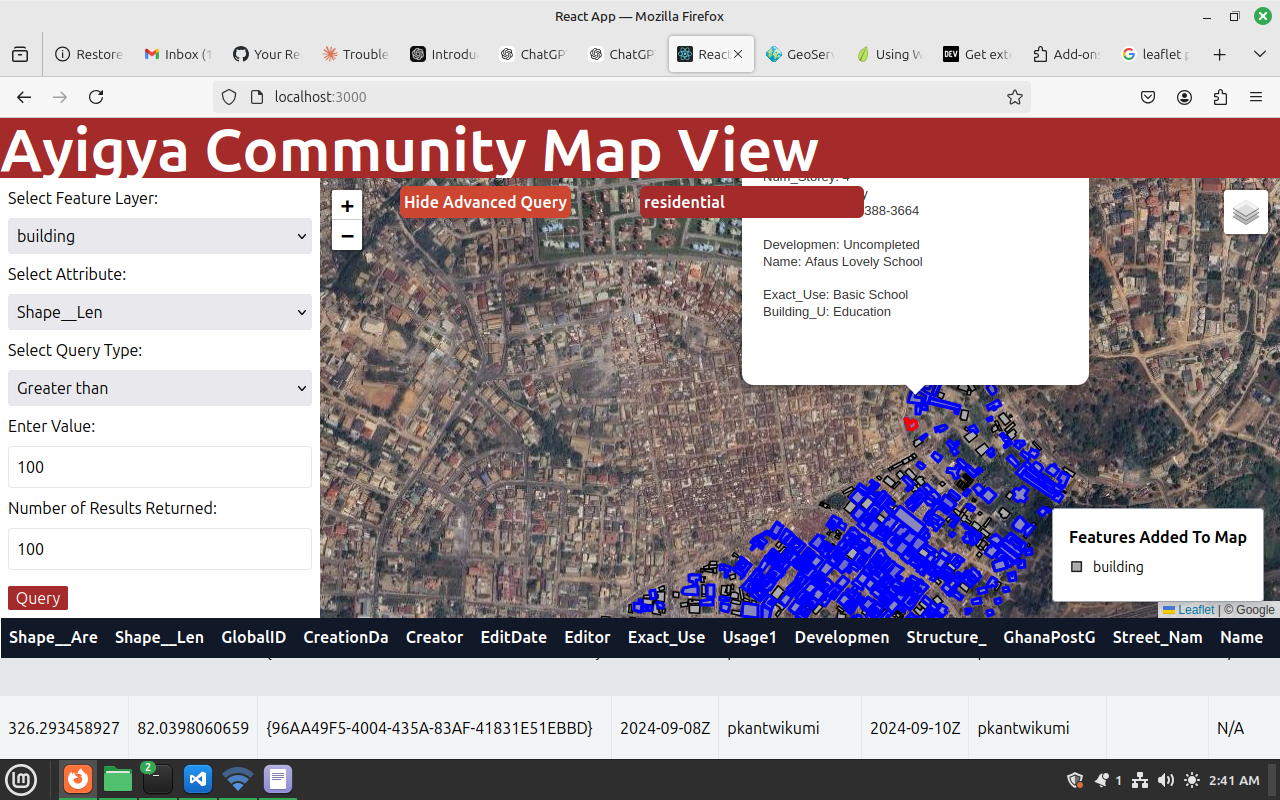 React App — Mozilla Firefox
Restore
Inbox (1
Your Re
Trouble
Introdu
ChatGP
ChatGP
React
GeoServ
Using W
DEV
Get ext
Add-ons
leaflet p
localhost:3000
Ayigya Community Map View
Select Feature Layer:
building
Select Attribute:
Shape__Len
Select Query Type:
Greater than
Enter Value:
100
Number of Results Returned:
100
Query
+
−
Hide Advanced Query
residential
Num_Storey: 4
388-3664
Developmen: Uncompleted
Name: Afaus Lovely School
Exact_Use: Basic School
Building_U: Education
Features Added To Map
building
Leaflet | © Google
Shape__Are Shape__Len GlobalID CreationDa Creator EditDate Editor Exact_Use Usage1 Developmen Structure_ GhanaPostG Street_Nam Name
326.293458927 82.0398060659 {96AA49F5-4004-435A-83AF-41831E51EBBD} 2024-09-08Z pkantwikumi 2024-09-10Z pkantwikumi N/A
2
1
2:41 AM